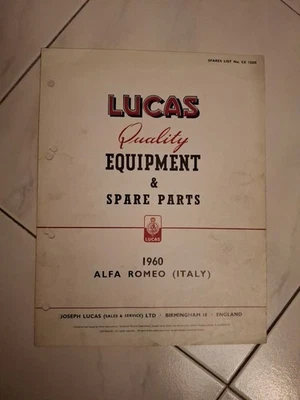 SPARES LIST No. CE
LUCAS
Quality
EQUIPMENT
&
SPARE PARTS
LUCAS
1960
ALFA ROMEO (ITALY)
JOSEPH LUCAS (SALES & SERVICE) LTD · BIRMINGHAM 18 · ENGLAND